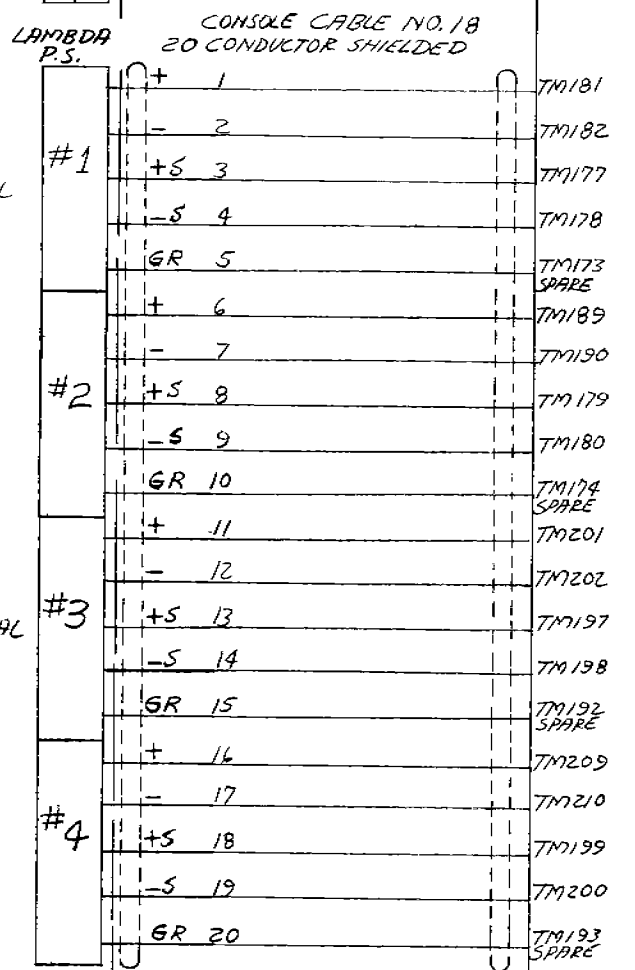 LAMBDA
P.S.
CONSOLE CABLE NO. 18
20 CONDUCTOR SHIELDED
#1
+ 1 TM181
- 2 TM182
+S 3 TM177
-S 4 TM178
GR 5 TM173
SPARE
#2
+ 6 TM189
- 7 TM190
+S 8 TM179
-S 9 TM180
GR 10 TM174
SPARE
#3
+ 11 TM201
- 12 TM202
+S 13 TM197
-S 14 TM198
GR 15 TM192
SPARE
#4
+ 16 TM209
- 17 TM210
+S 18 TM199
-S 19 TM200
GR 20 TM193
SPARE